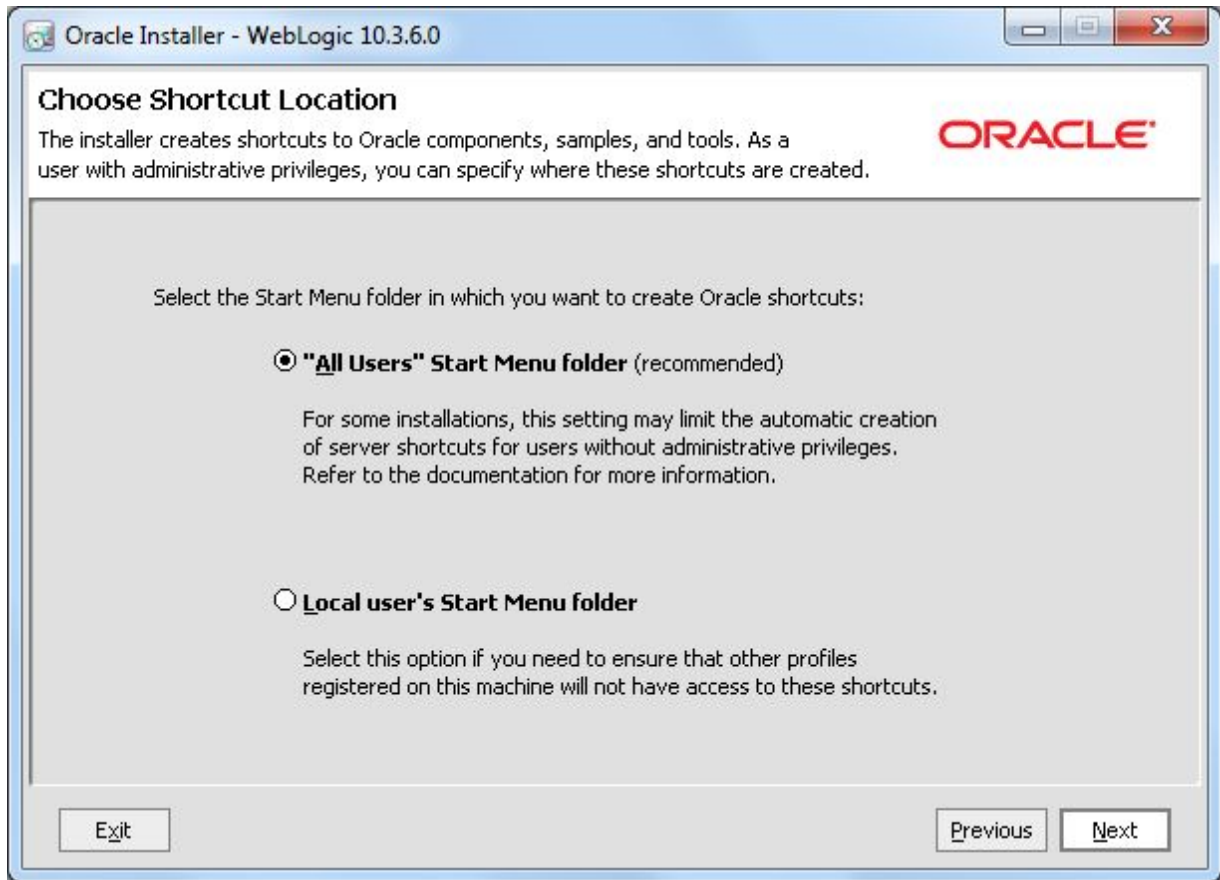 Oracle Installer - WebLogic 10.3.6.0
Choose Shortcut Location
The installer creates shortcuts to Oracle components, samples, and tools. As a
user with administrative privileges, you can specify where these shortcuts are created.
ORACLE
Select the Start Menu folder in which you want to create Oracle shortcuts:
"All Users" Start Menu folder (recommended)
For some installations, this setting may limit the automatic creation
of server shortcuts for users without administrative privileges.
Refer to the documentation for more information.
Local user's Start Menu folder
Select this option if you need to ensure that other profiles
registered on this machine will not have access to these shortcuts.
Exit
Previous
Next